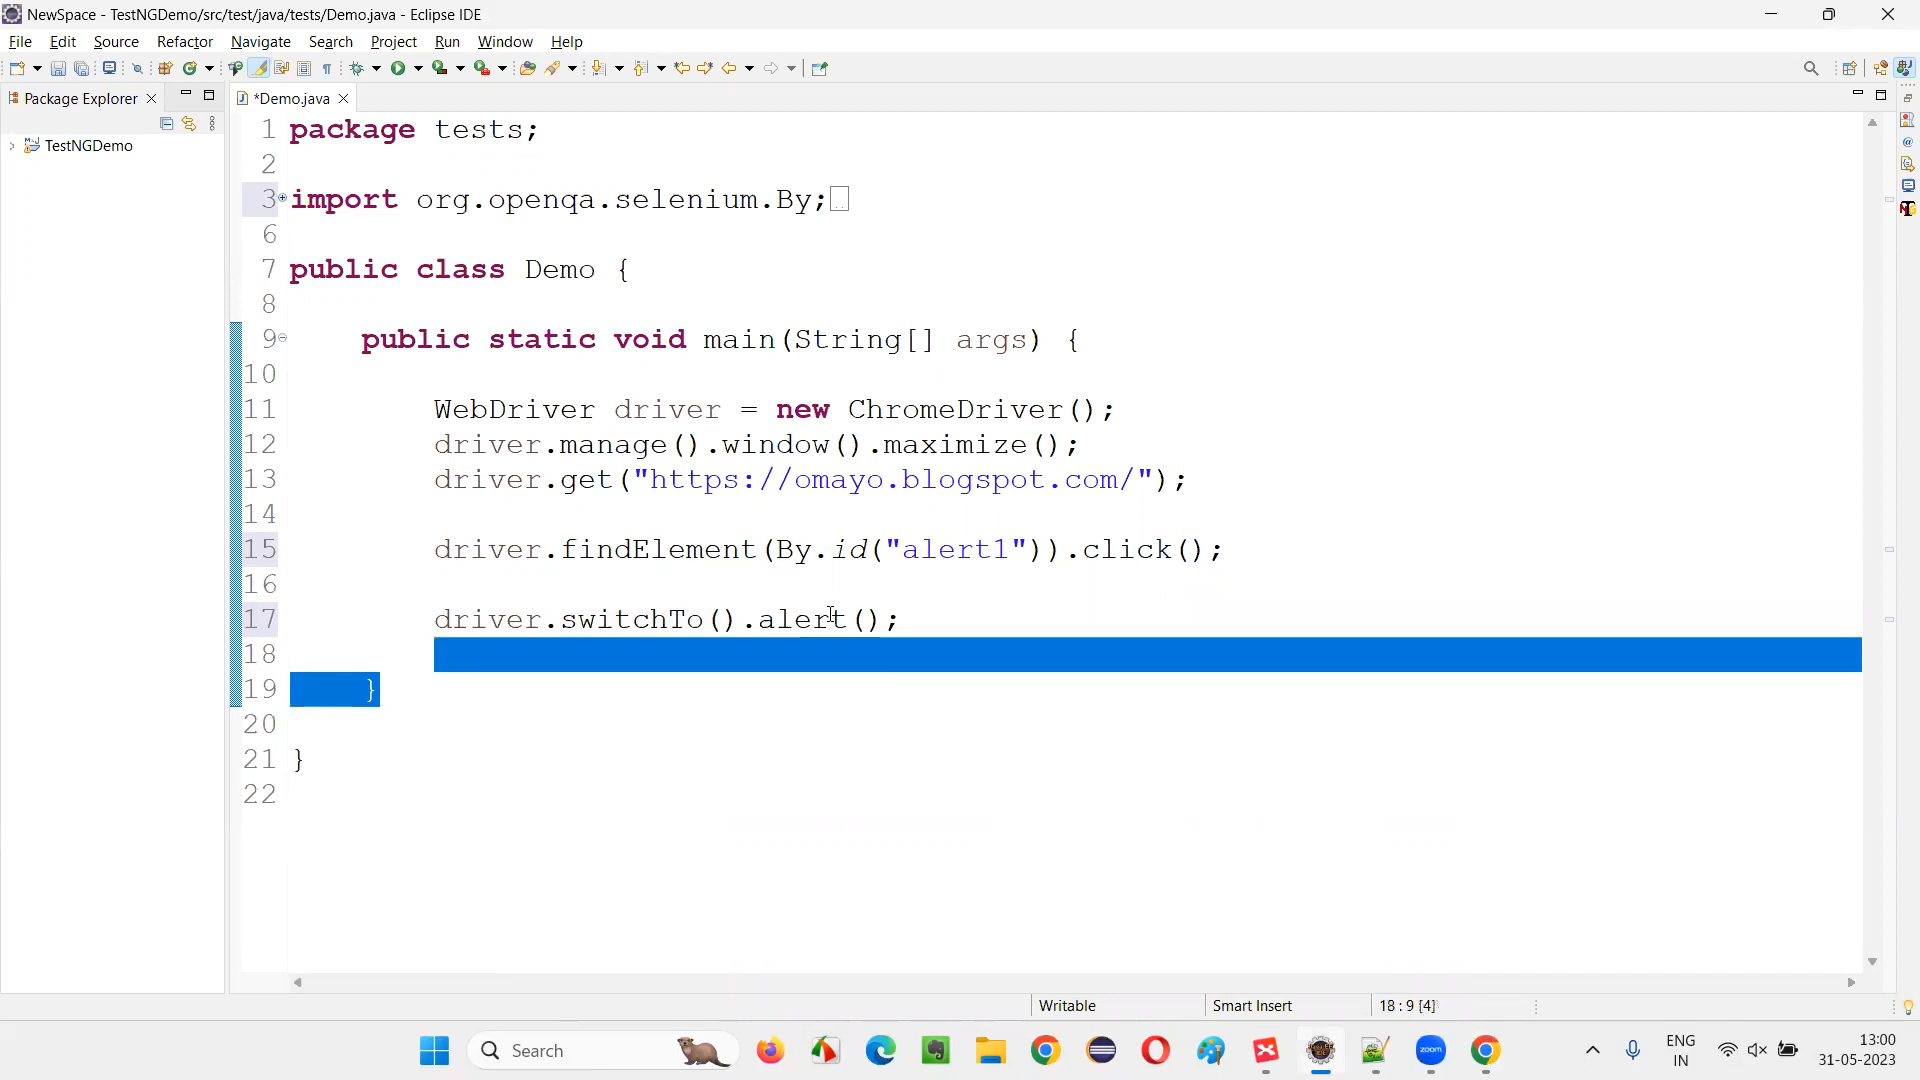 NewSpace - TestNGDemo/src/test/java/tests/Demo.java - Eclipse IDE
File Edit Source Refactor Navigate Search Project Run Window Help
Package Explorer
*Demo.java
TestNGDemo
1 package tests;
2
3 import org.openqa.selenium.By;
6
7 public class Demo {
8
9 public static void main(String[] args) {
10
11 WebDriver driver = new ChromeDriver();
12 driver.manage().window().maximize();
13 driver.get("https://omayo.blogspot.com/");
14
15 driver.findElement(By.id("alert1")).click();
16
17 driver.switchTo().alert();
18
19 }
20
21 }
22
Writable Smart Insert 18 : 9 [4]
Search
zoom
ENG
IN
13:00
31-05-2023